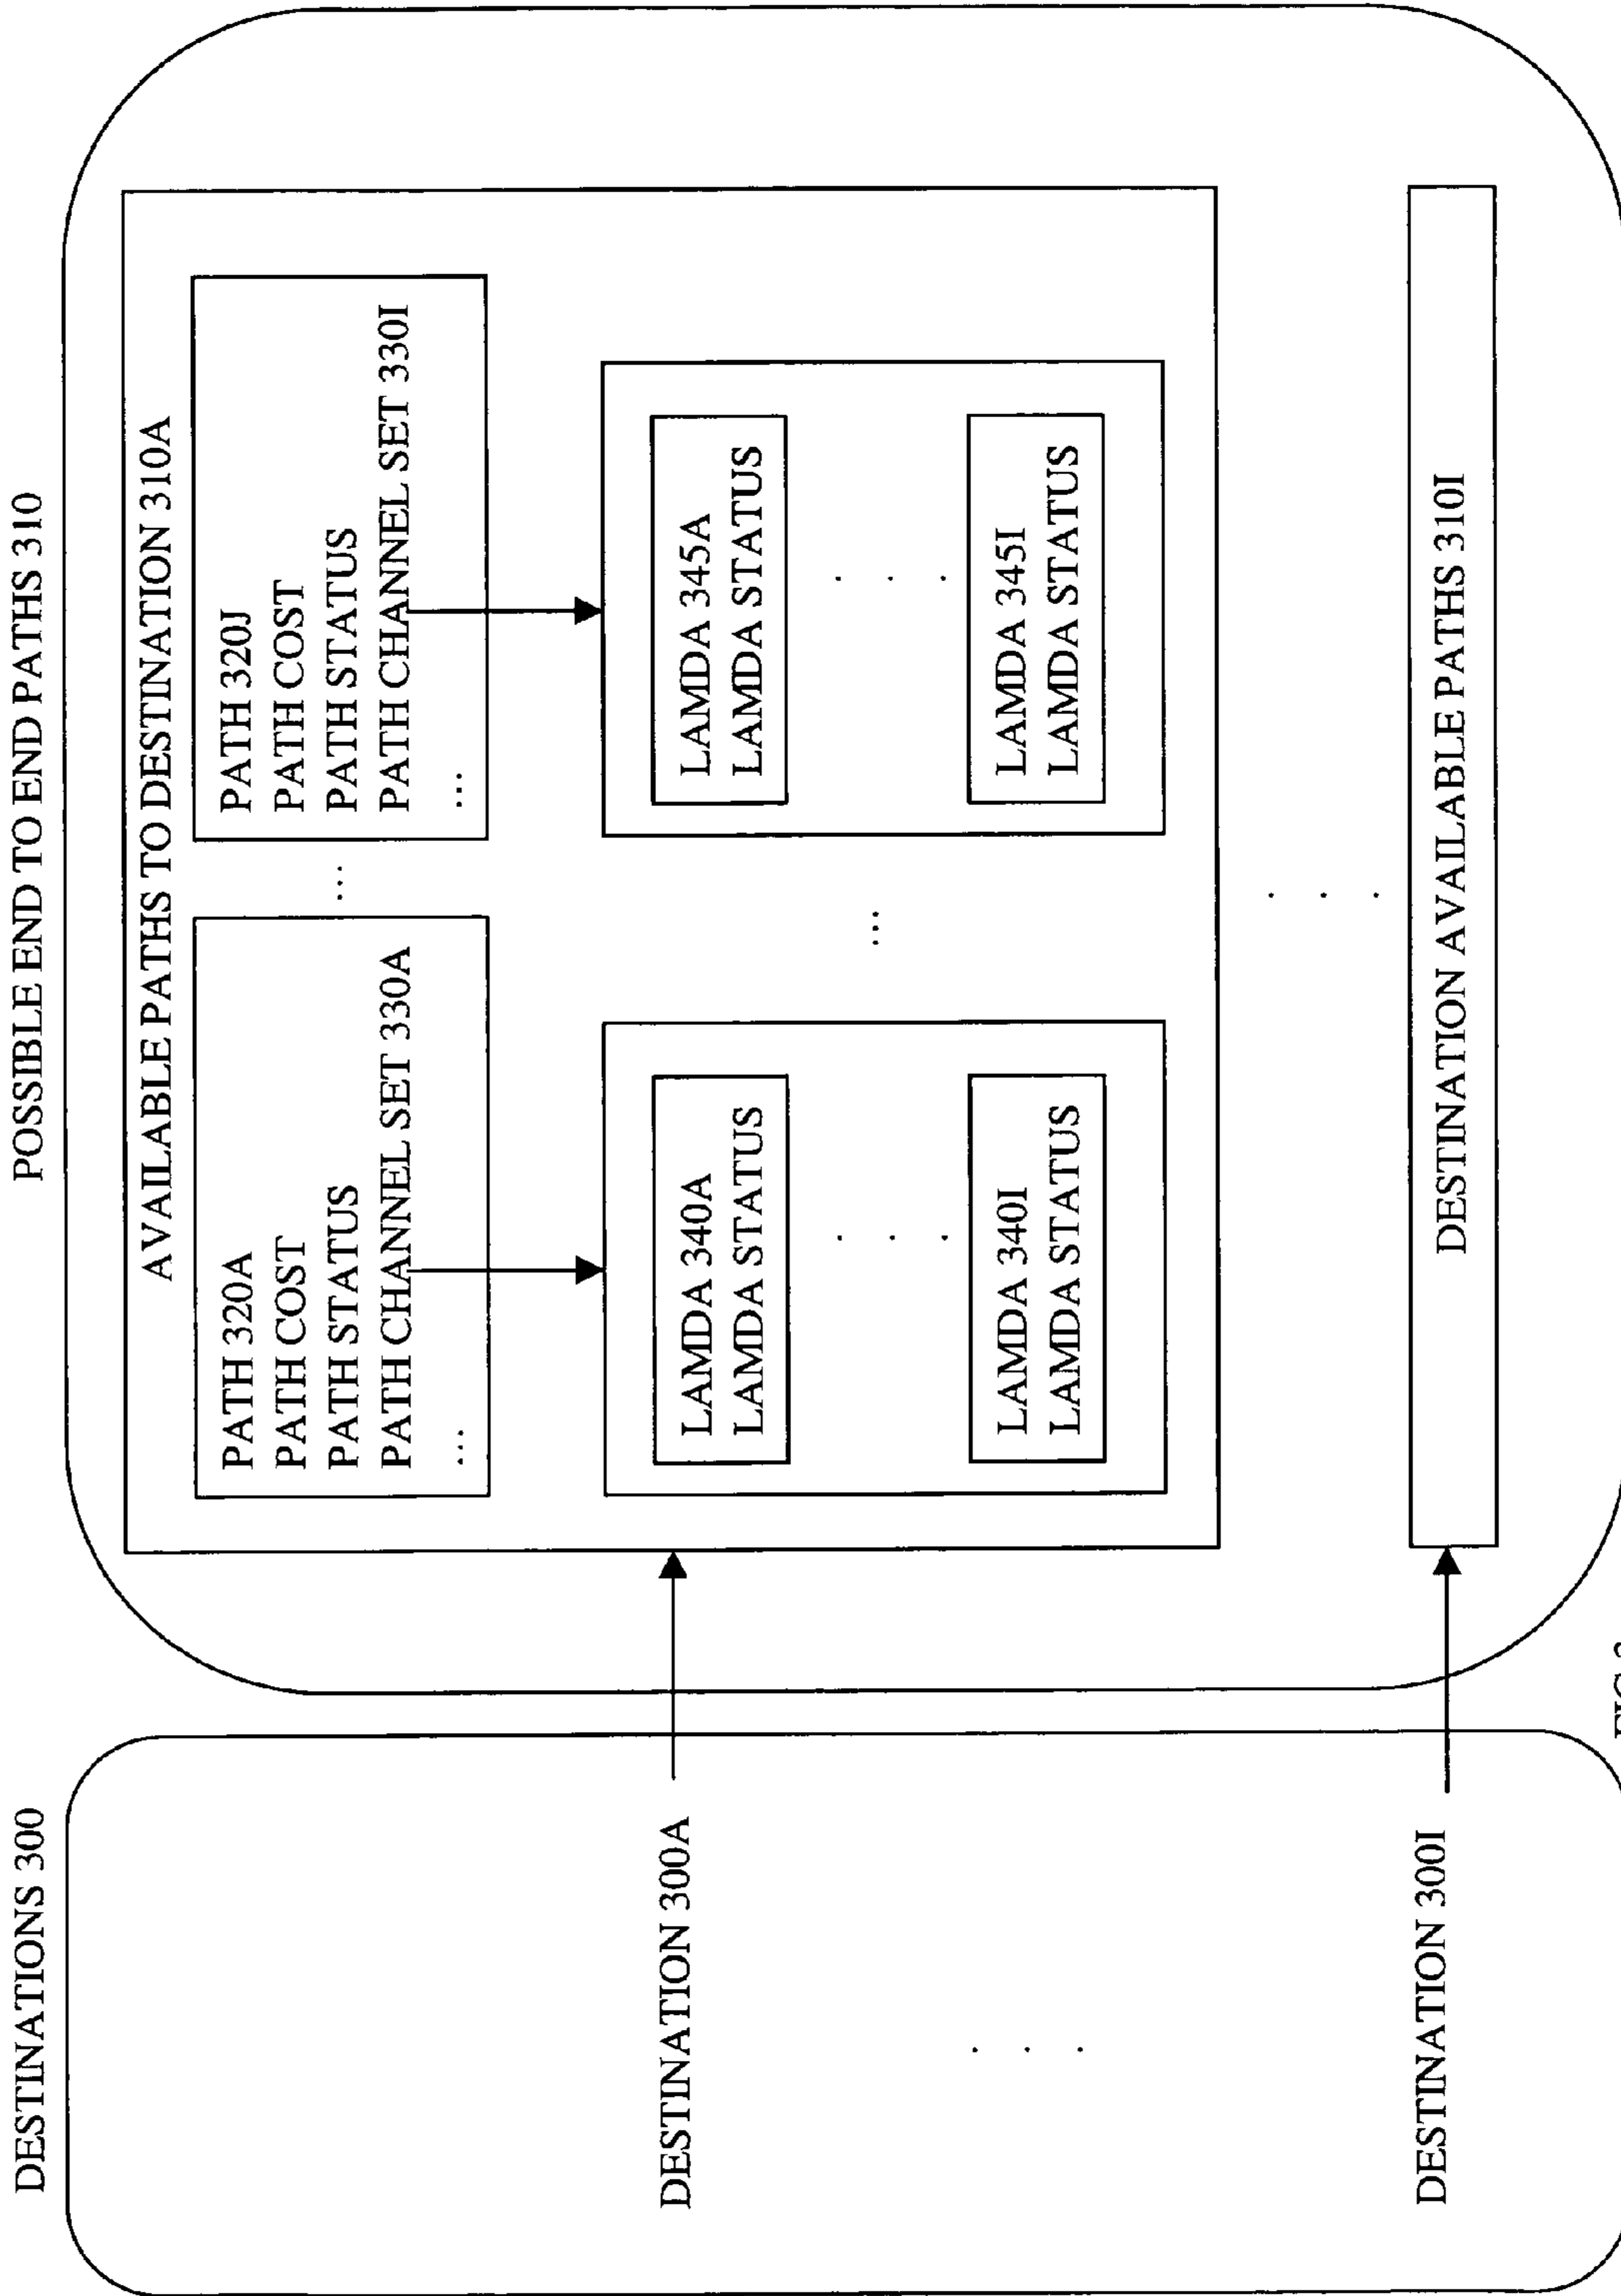 DESTINATIONS 300
DESTINATION 300A
. . .
DESTINATION 300I
POSSIBLE END TO END PATHS 310
AVAILABLE PATHS TO DESTINATION 310A
PATH 320A
PATH COST
PATH STATUS
PATH CHANNEL SET 330A
...
...
PATH 320J
PATH COST
PATH STATUS
PATH CHANNEL SET 330I
...
LAMDA 340A
LAMDA STATUS
. . .
LAMDA 340I
LAMDA STATUS
...
LAMDA 345A
LAMDA STATUS
. . .
LAMDA 345I
LAMDA STATUS
. . .
DESTINATION AVAILABLE PATHS 310I